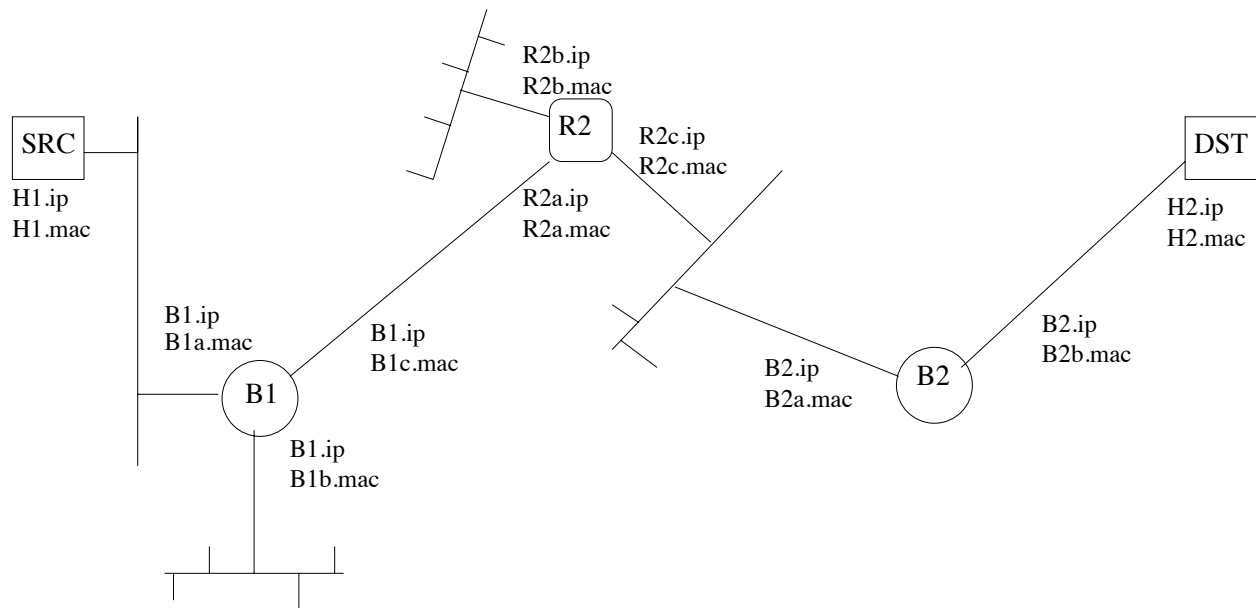 R2b.ip
R2b.mac
SRC
R2
DST
R2c.ip
R2c.mac
H1.ip
H1.mac
R2a.ip
R2a.mac
H2.ip
H2.mac
B1.ip
B1a.mac
B1.ip
B1c.mac
B2.ip
B2b.mac
B1
B2.ip
B2a.mac
B2
B1.ip
B1b.mac